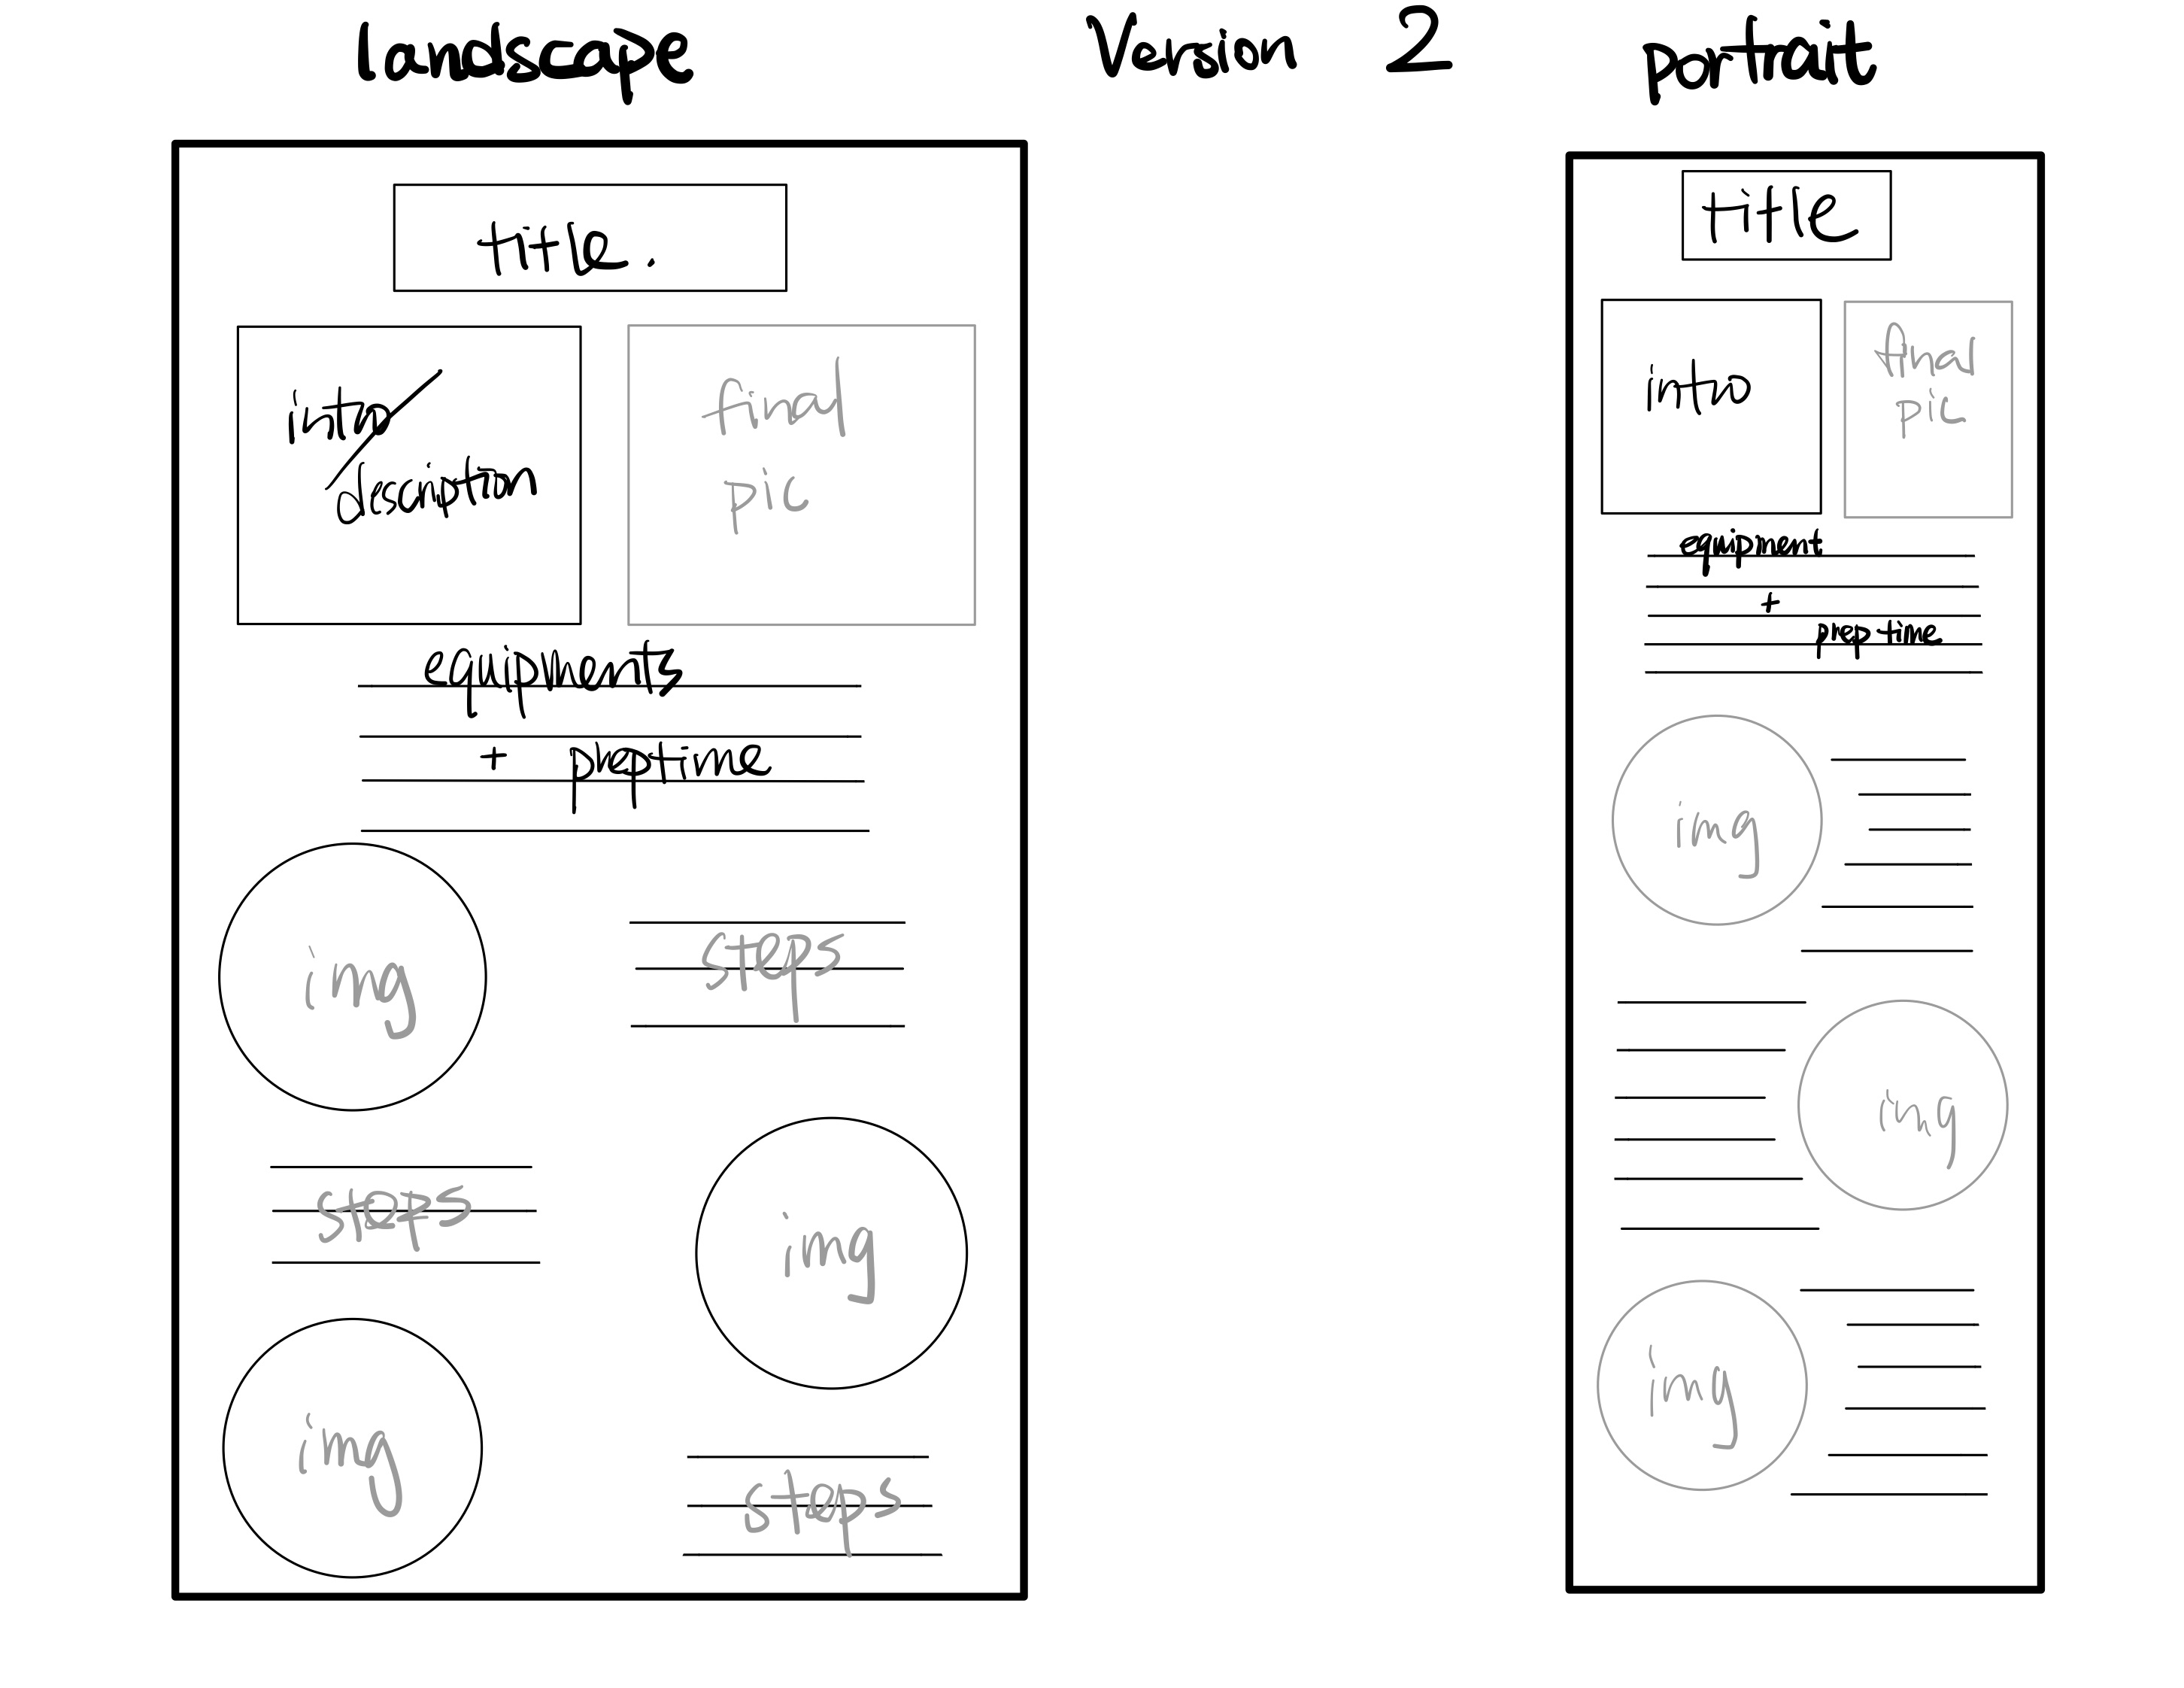 landscape
Version 2
portrait
title.
intro/
description
final
pic
equipments
+ preptime
img
steps
steps
img
img
steps
title
intro
final
pic
equipment
+
prep time
img
img
img